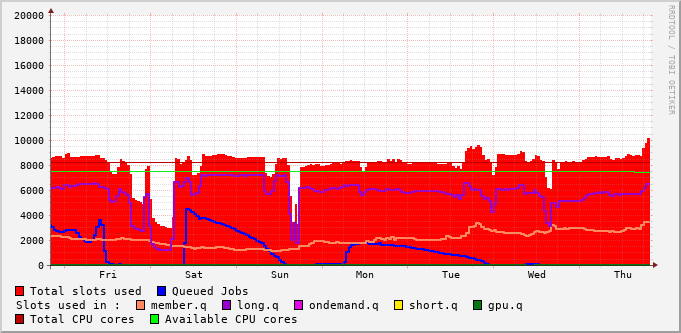 RRDTOOL / TOBI OETIKER
20000
18000
16000
14000
12000
10000
8000
6000
4000
2000
0
Fri Sat Sun Mon Tue Wed Thu
Total slots used Queued Jobs
Slots used in : member.q long.q ondemand.q short.q gpu.q
Total CPU cores Available CPU cores